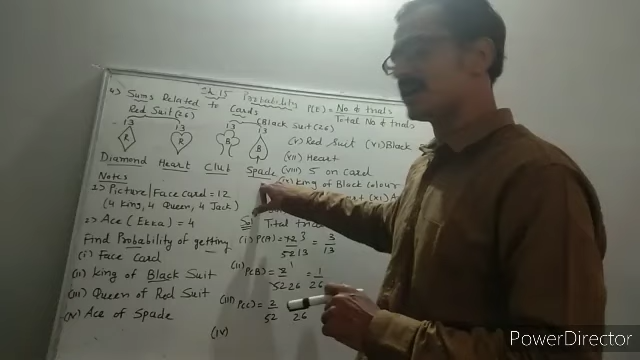 Ch.15 Probability
4) Sums Related to Cards P(E) = No of trials / Total No of trials
Red Suit (26) Black Suit (26)
13 13 13 13
R R B B
(v) Red Suit (vi) Black
(vii) Heart
Diamond Heart Club Spade (viii) 5 on card
(ix) King of Black colour
Notes
1) Picture/Face card = 12
(4 King, 4 Queen, 4 Jack)
2) Ace (Ekka) = 4
Total
Find Probability of getting
(i) Face Card
(ii) King of Black Suit
(iii) Queen of Red Suit
(iv) Ace of Spade
(i) P(A) = 12 3 / 52 13 = 3/13
(ii) P(B) = 2 1 / 52 26 = 1/26
(iii) P(C) = 2/52 26
(iv)
PowerDirector